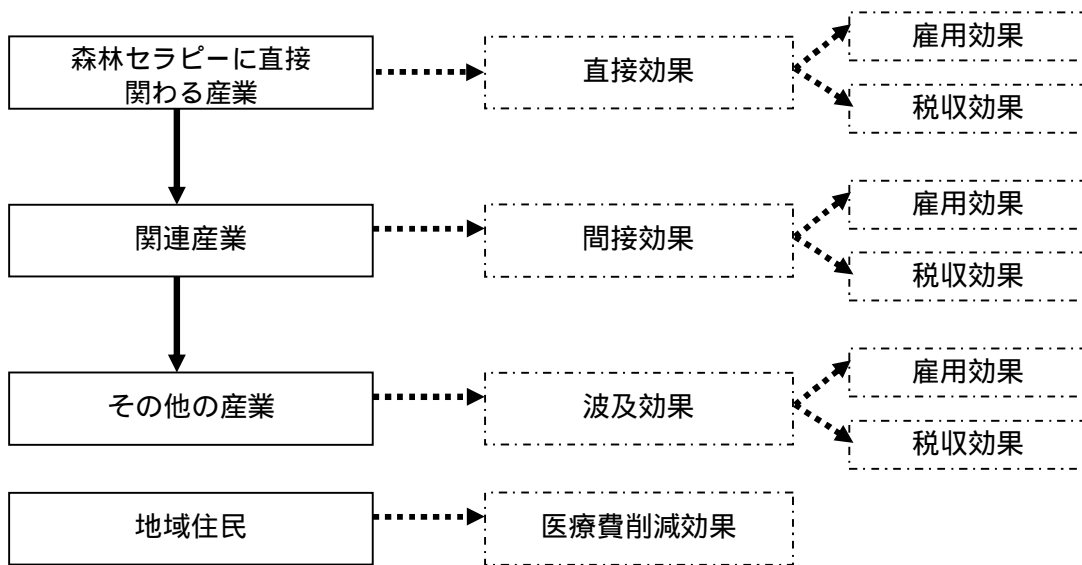 森林セラピーに直接
関わる産業
直接効果
雇用効果
税収効果
関連産業
間接効果
雇用効果
税収効果
その他の産業
波及効果
雇用効果
税収効果
地域住民
医療費削減効果